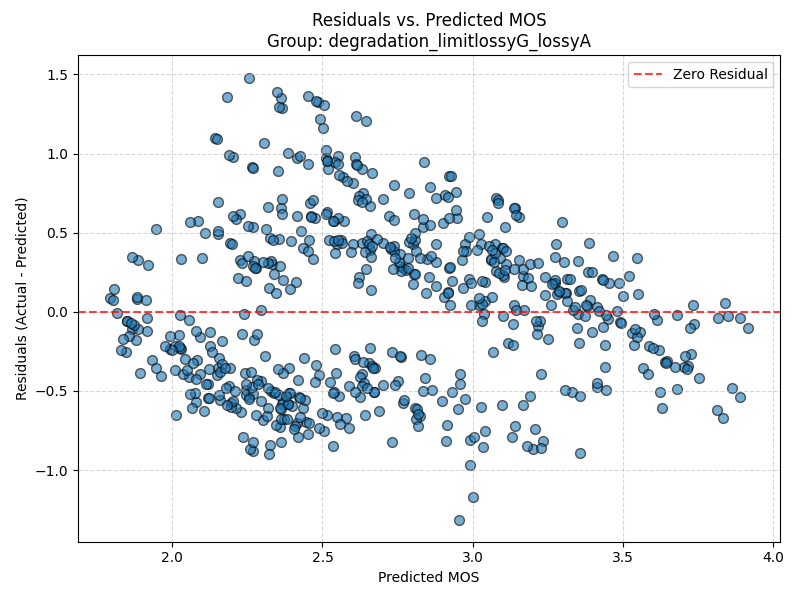 Residuals vs. Predicted MOS
Group: degradation_limitlossyG_lossyA
Zero Residual
Residuals (Actual - Predicted)
1.5
1.0
0.5
0.0
−0.5
−1.0
2.0 2.5 3.0 3.5 4.0
Predicted MOS